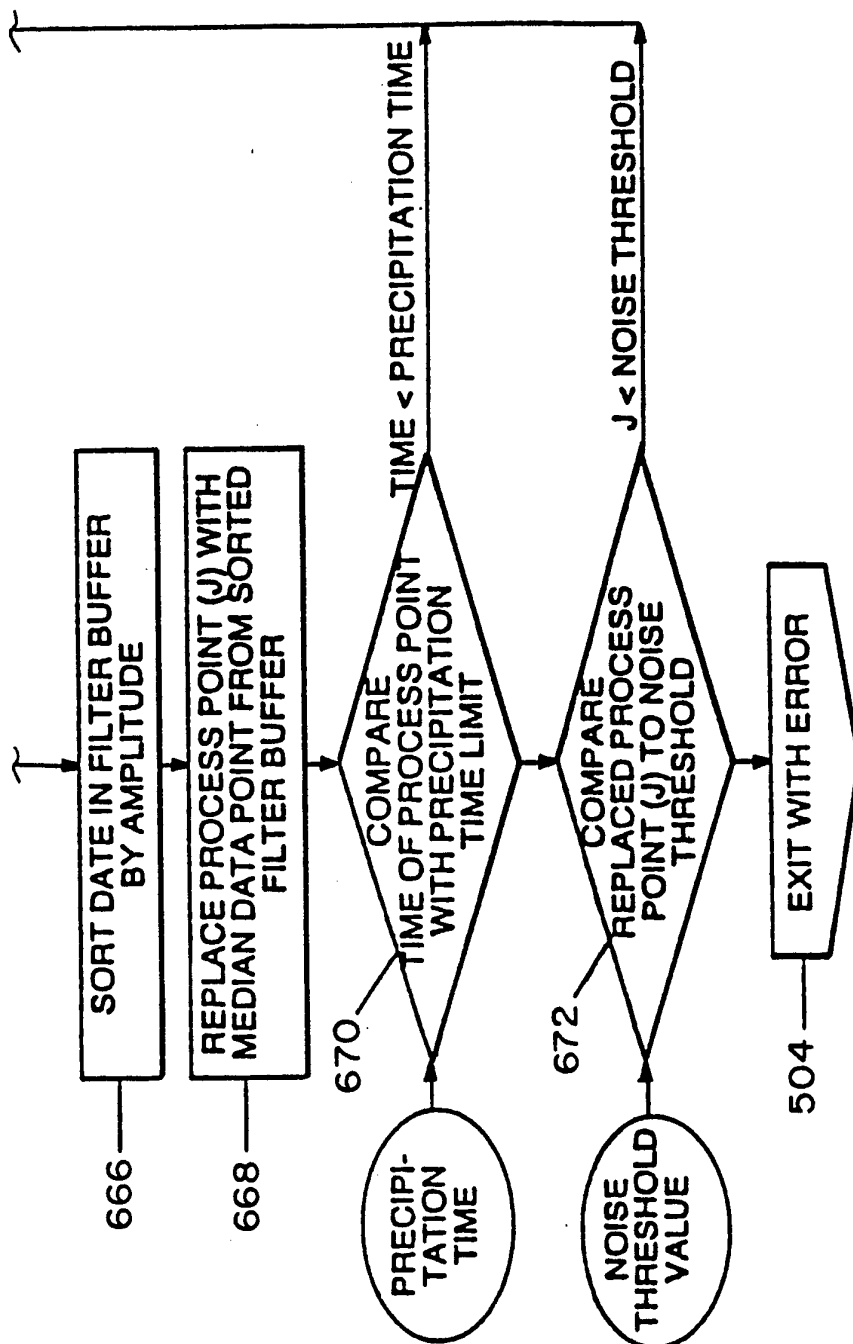 SORT DATE IN FILTER BUFFER
BY AMPLITUDE
666
REPLACE PROCESS POINT (J) WITH
MEDIAN DATA POINT FROM SORTED
FILTER BUFFER
668
PRECIPI-
TATION
TIME
670
COMPARE
TIME OF PROCESS POINT
WITH PRECIPITATION
TIME LIMIT
TIME < PRECIPITATION TIME
NOISE
THRESHOLD
VALUE
672
COMPARE
REPLACED PROCESS
POINT (J) TO NOISE
THRESHOLD
J < NOISE THRESHOLD
EXIT WITH ERROR
504